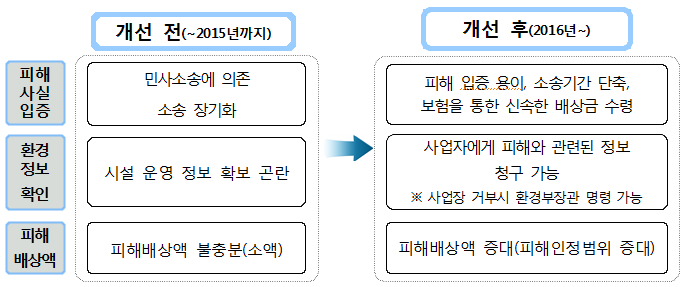 개선 전(~2015년까지)
개선 후(2016년~)
피해
사실
입증
민사소송에 의존
소송 장기화
피해 입증 용이, 소송기간 단축,
보험을 통한 신속한 배상금 수령
환경
정보
확인
시설 운영 정보 확보 곤란
사업자에게 피해와 관련된 정보
청구 가능
※ 사업장 거부시 환경부장관 명령 가능
피해
배상액
피해배상액 불충분(소액)
피해배상액 증대(피해인정범위 증대)